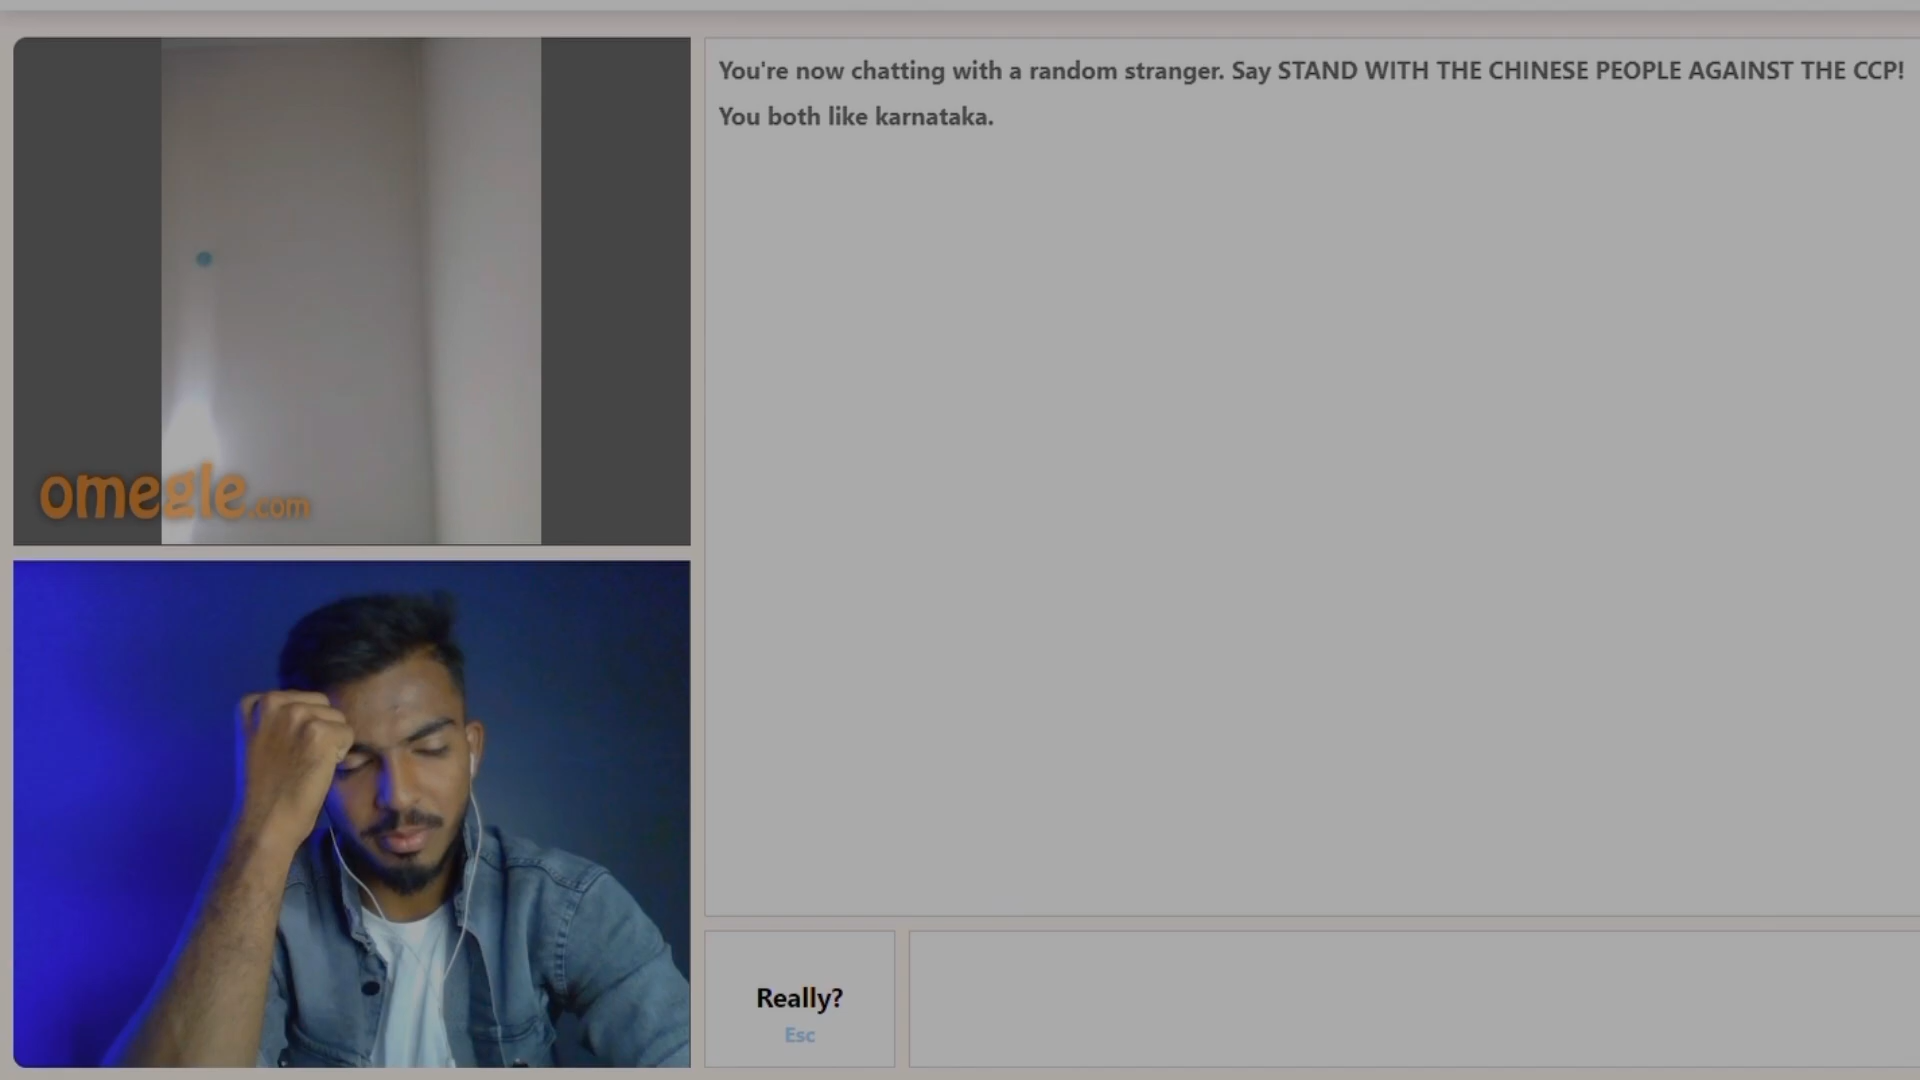 You're now chatting with a random stranger. Say STAND WITH THE CHINESE PEOPLE AGAINST THE CCP!
You both like karnataka.
omegle.com
Really?
Esc